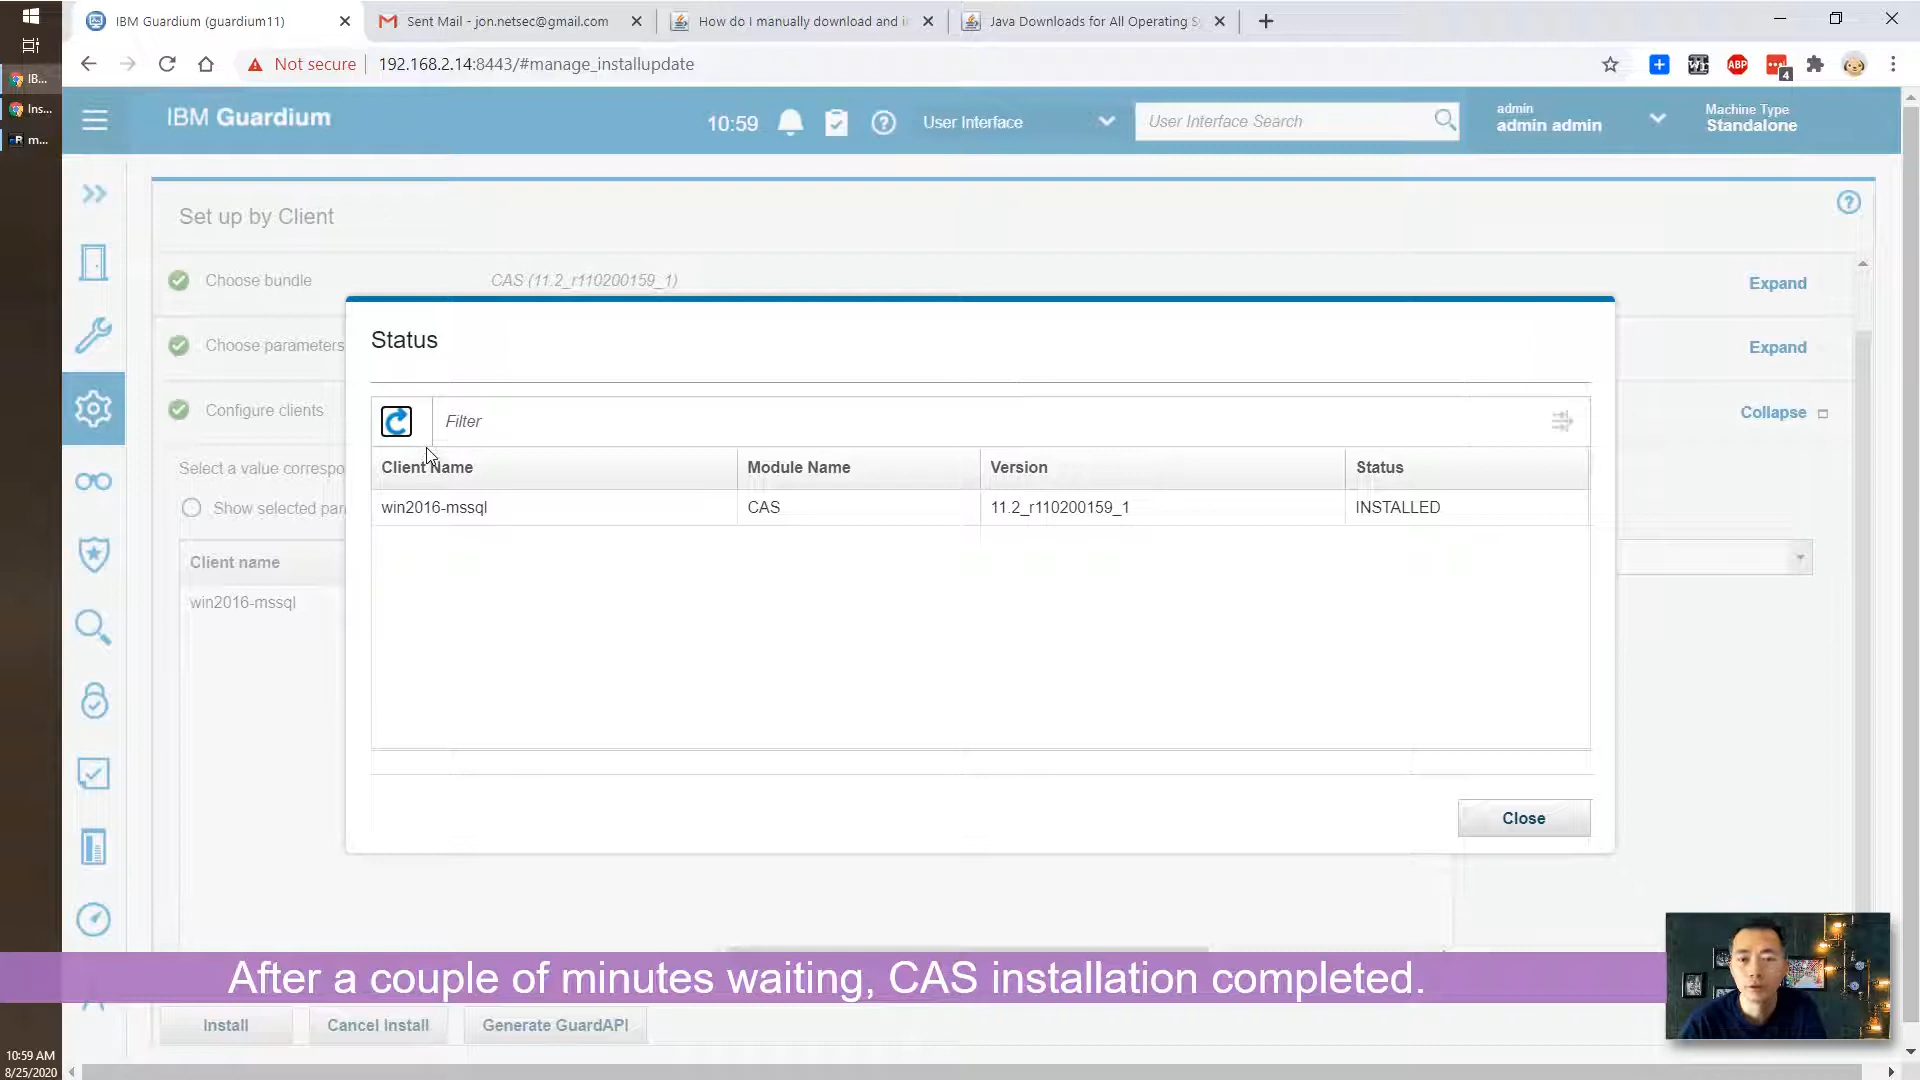 IBM Guardium (guardium11)
Sent Mail - jon.netsec@gmail.com
How do I manually download and i
Java Downloads for All Operating S
Not secure
192.168.2.14:8443/#manage_installupdate
ABP
4
IB...
Ins...
m...
IBM Guardium
10:59
User Interface
User Interface Search
admin
admin admin
Machine Type
Standalone
Set up by Client
Choose bundle
CAS (11.2_r110200159_1)
Expand
Choose parameters
Expand
Configure clients
Collapse
Select a value correspo
Show selected par
Client name
win2016-mssql
Status
Filter
Client Name
Module Name
Version
Status
win2016-mssql
CAS
11.2_r110200159_1
INSTALLED
Close
After a couple of minutes waiting, CAS installation completed.
Install
Cancel Install
Generate GuardAPI
10:59 AM
8/25/2020